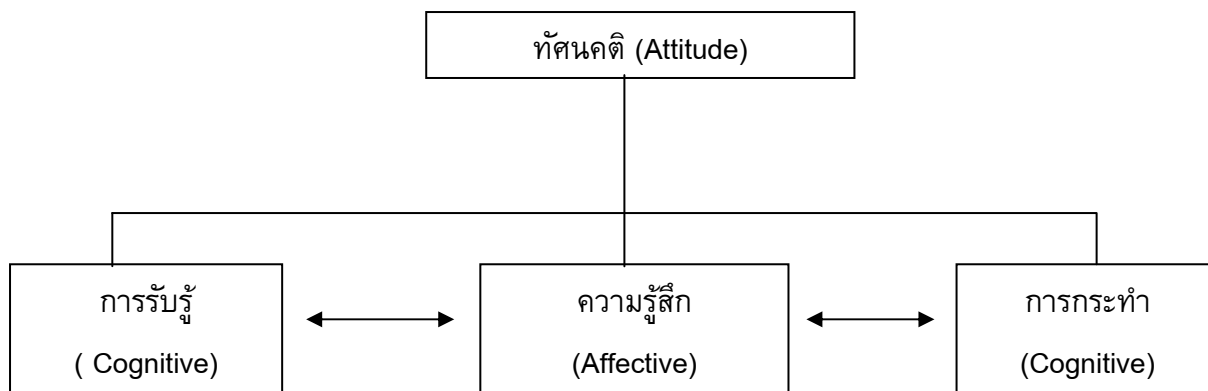 ทัศนคติ (Attitude)
การรับรู้
( Cognitive)
ความรู้สึก
(Affective)
การกระทำ
(Cognitive)